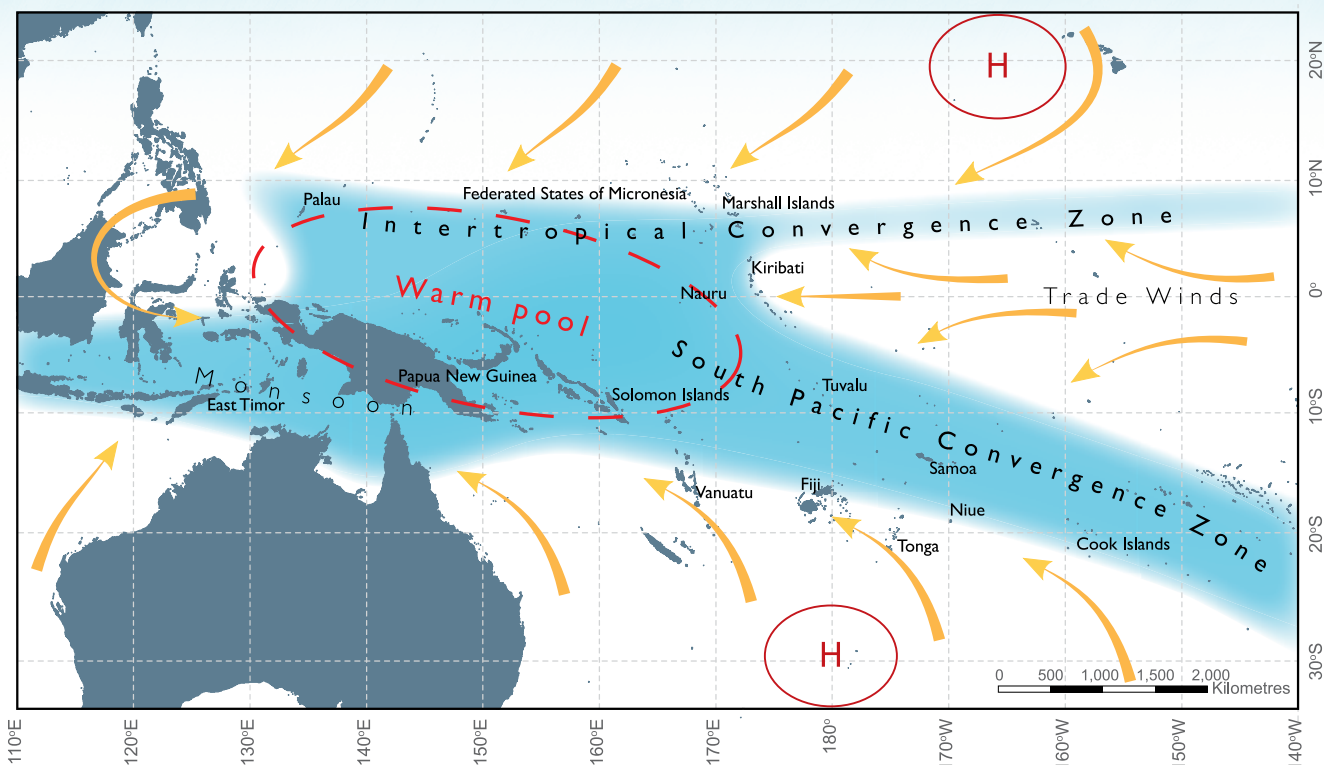 H
20°N
10°N
Palau
Federated States of Micronesia
Marshall Islands
Intertropical Convergence Zone
Kiribati
Warm pool
Nauru
Trade Winds
0°
South Pacific Convergence Zone
Monsoon
Papua New Guinea
East Timor
Solomon Islands
Tuvalu
10°S
Samoa
Vanuatu
Fiji
Niue
Tonga
Cook Islands
20°S
H
30°S
0 500 1,000 1,500 2,000
Kilometres
110°E 120°E 130°E 140°E 150°E 160°E 170°E 180° 170°W 160°W 150°W 140°W